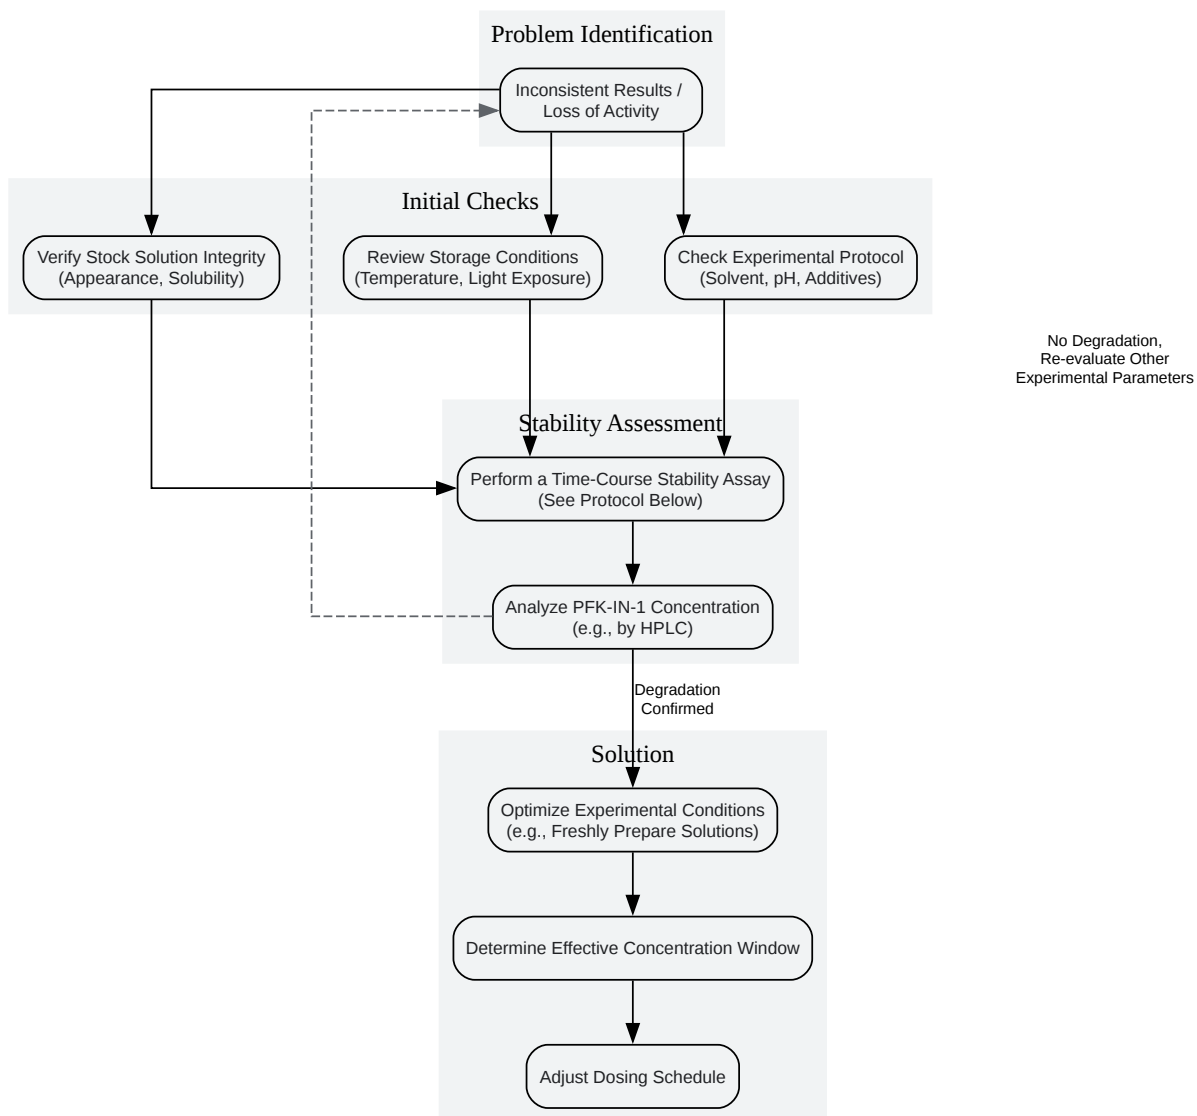 Problem Identification
Inconsistent Results /
Loss of Activity
Initial Checks
Verify Stock Solution Integrity
(Appearance, Solubility)
Review Storage Conditions
(Temperature, Light Exposure)
Check Experimental Protocol
(Solvent, pH, Additives)
No Degradation,
Re-evaluate Other
Experimental Parameters
Stability Assessment
Perform a Time-Course Stability Assay
(See Protocol Below)
Analyze PFK-IN-1 Concentration
(e.g., by HPLC)
Degradation
Confirmed
Solution
Optimize Experimental Conditions
(e.g., Freshly Prepare Solutions)
Determine Effective Concentration Window
Adjust Dosing Schedule